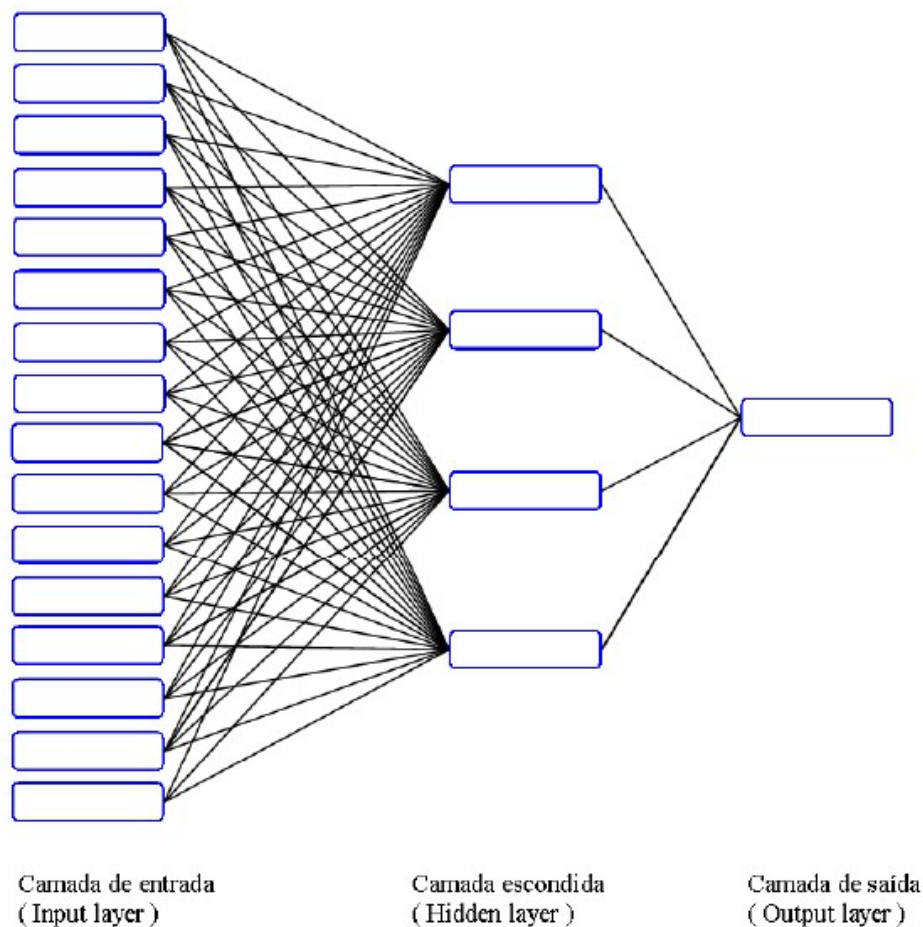 Camada de entrada
( Input layer )
Camada escondida
( Hidden layer )
Camada de saída
( Output layer )